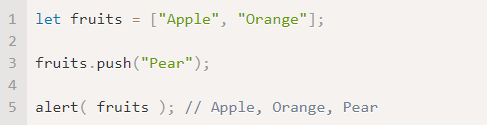 1 let fruits = ["Apple", "Orange"];
2
3 fruits.push("Pear");
4
5 alert( fruits ); // Apple, Orange, Pear